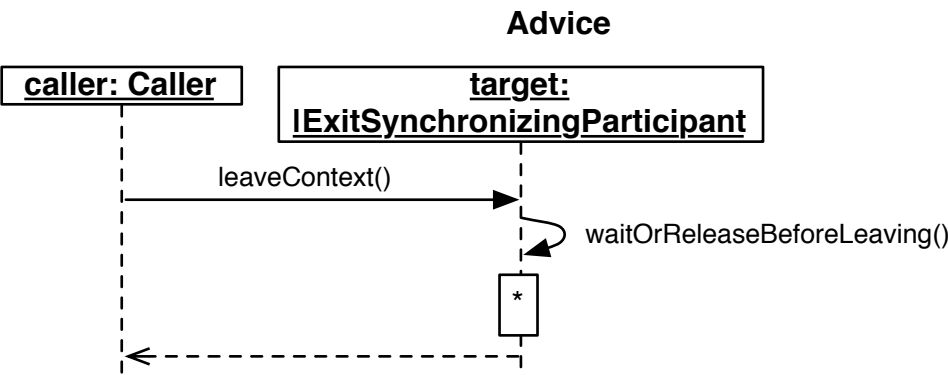 Advice
caller: Caller
target:
IExitSynchronizingParticipant
leaveContext()
waitOrReleaseBeforeLeaving()
*